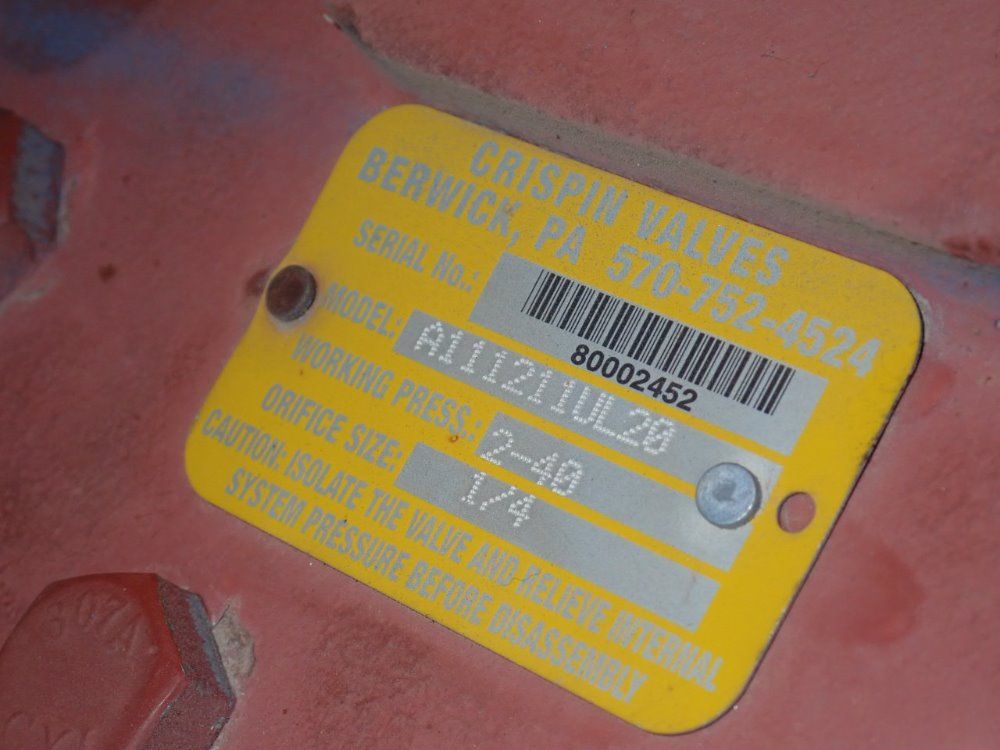 CRISPIN VALVES
BERWICK, PA 570-752-4524
SERIAL No.:
80002452
MODEL:
WORKING PRESS.: 2-40
ORIFICE SIZE: 1/4
CAUTION: ISOLATE THE VALVE AND RELIEVE INTERNAL
SYSTEM PRESSURE BEFORE DISASSEMBLY